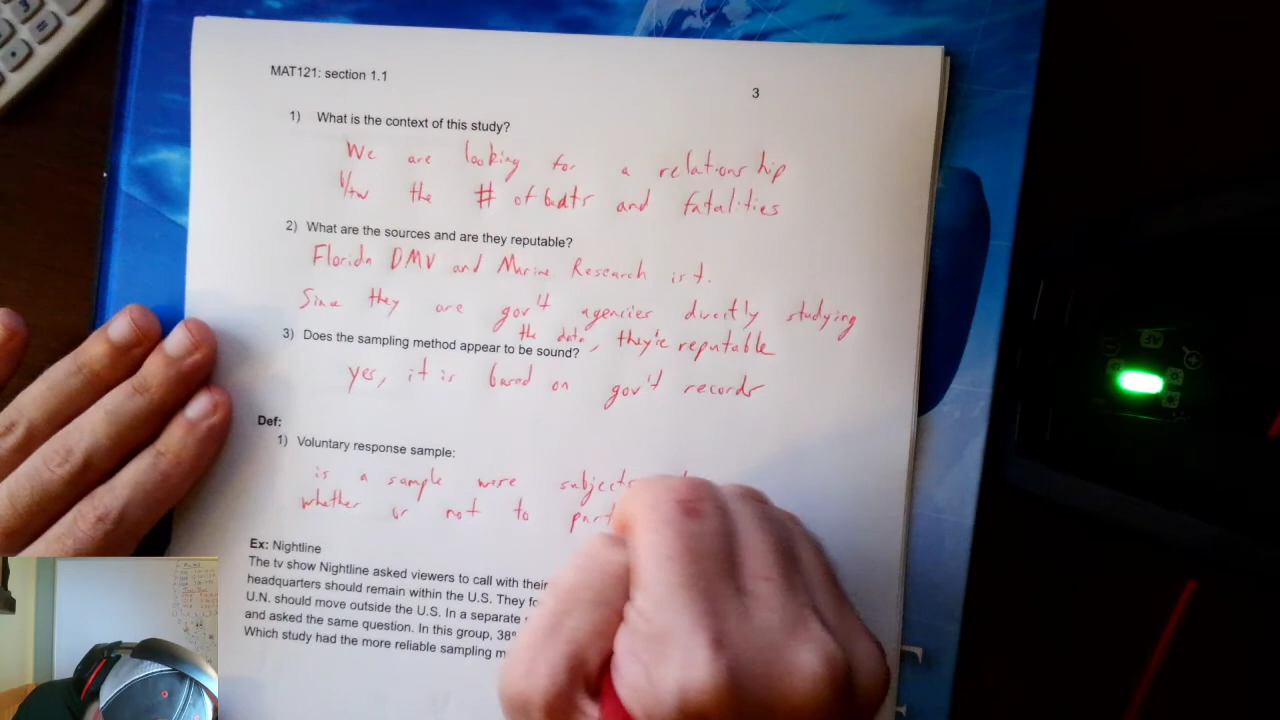 MAT121: section 1.1
3
1) What is the context of this study?
We are looking for a relationship
b/tw the # of boats and fatalities
2) What are the sources and are they reputable?
Florida DMV and Marine Research ist.
Since they are gov't agencies directly studying
the data, they're reputable
3) Does the sampling method appear to be sound?
yes, it is based on gov't records
Def:
1) Voluntary response sample:
is a sample were subjects
whether or not to part
Ex: Nightline
The tv show Nightline asked viewers to call with their
headquarters should remain within the U.S. They
U.N. should move outside the U.S. In a separate
and asked the same question. In this group, 38
Which study had the more reliable sampling m